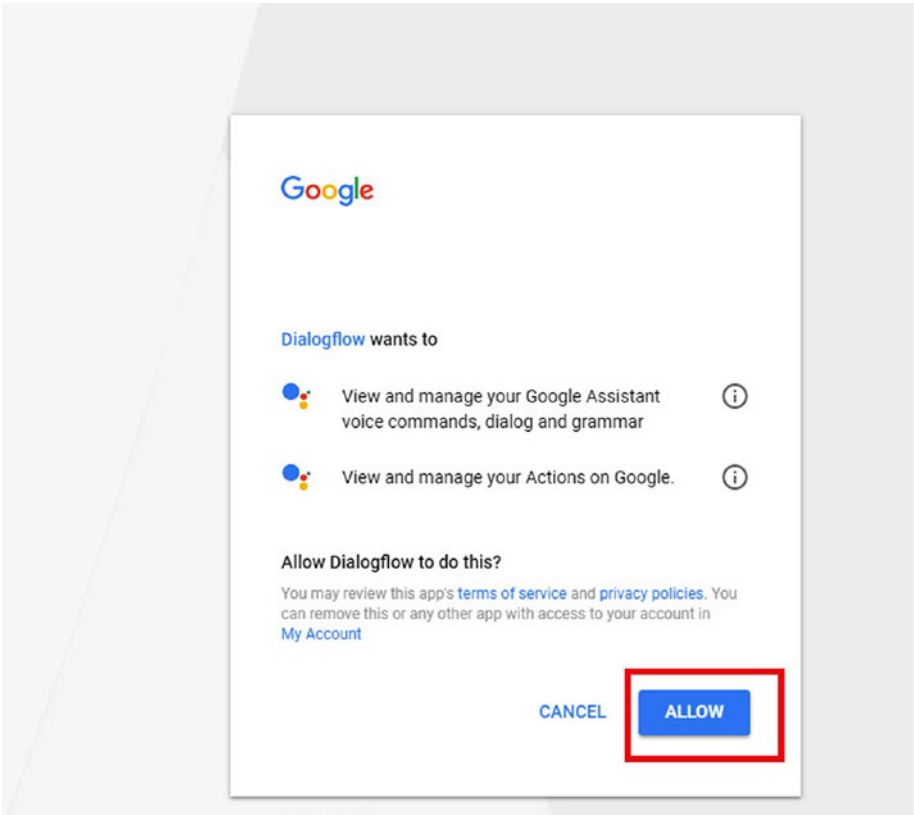 Google
Dialogflow wants to
View and manage your Google Assistant
voice commands, dialog and grammar
View and manage your Actions on Google.
Allow Dialogflow to do this?
You may review this app's terms of service and privacy policies. You
can remove this or any other app with access to your account in
My Account
CANCEL
ALLOW